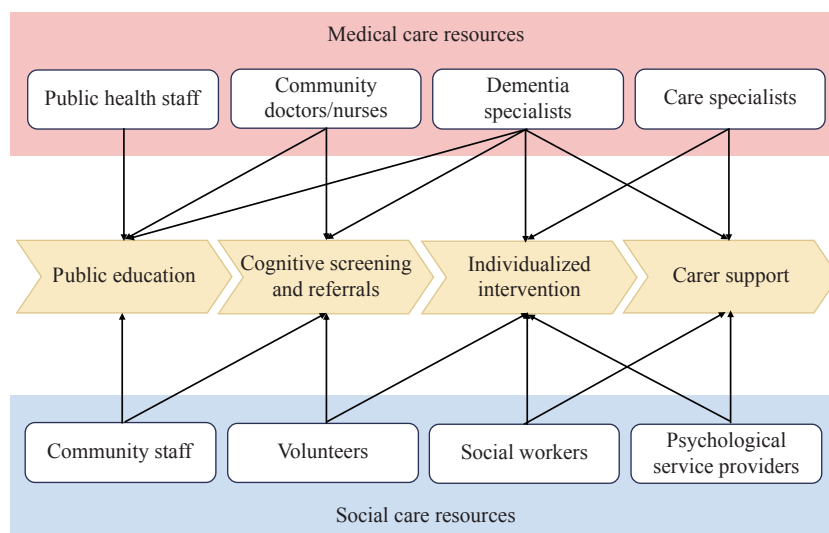 Medical care resources
Public health staff
Community
doctors/nurses
Dementia
specialists
Care specialists
Public education
Cognitive screening
and referrals
Individualized
intervention
Carer support
Community staff
Volunteers
Social workers
Psychological
service providers
Social care resources